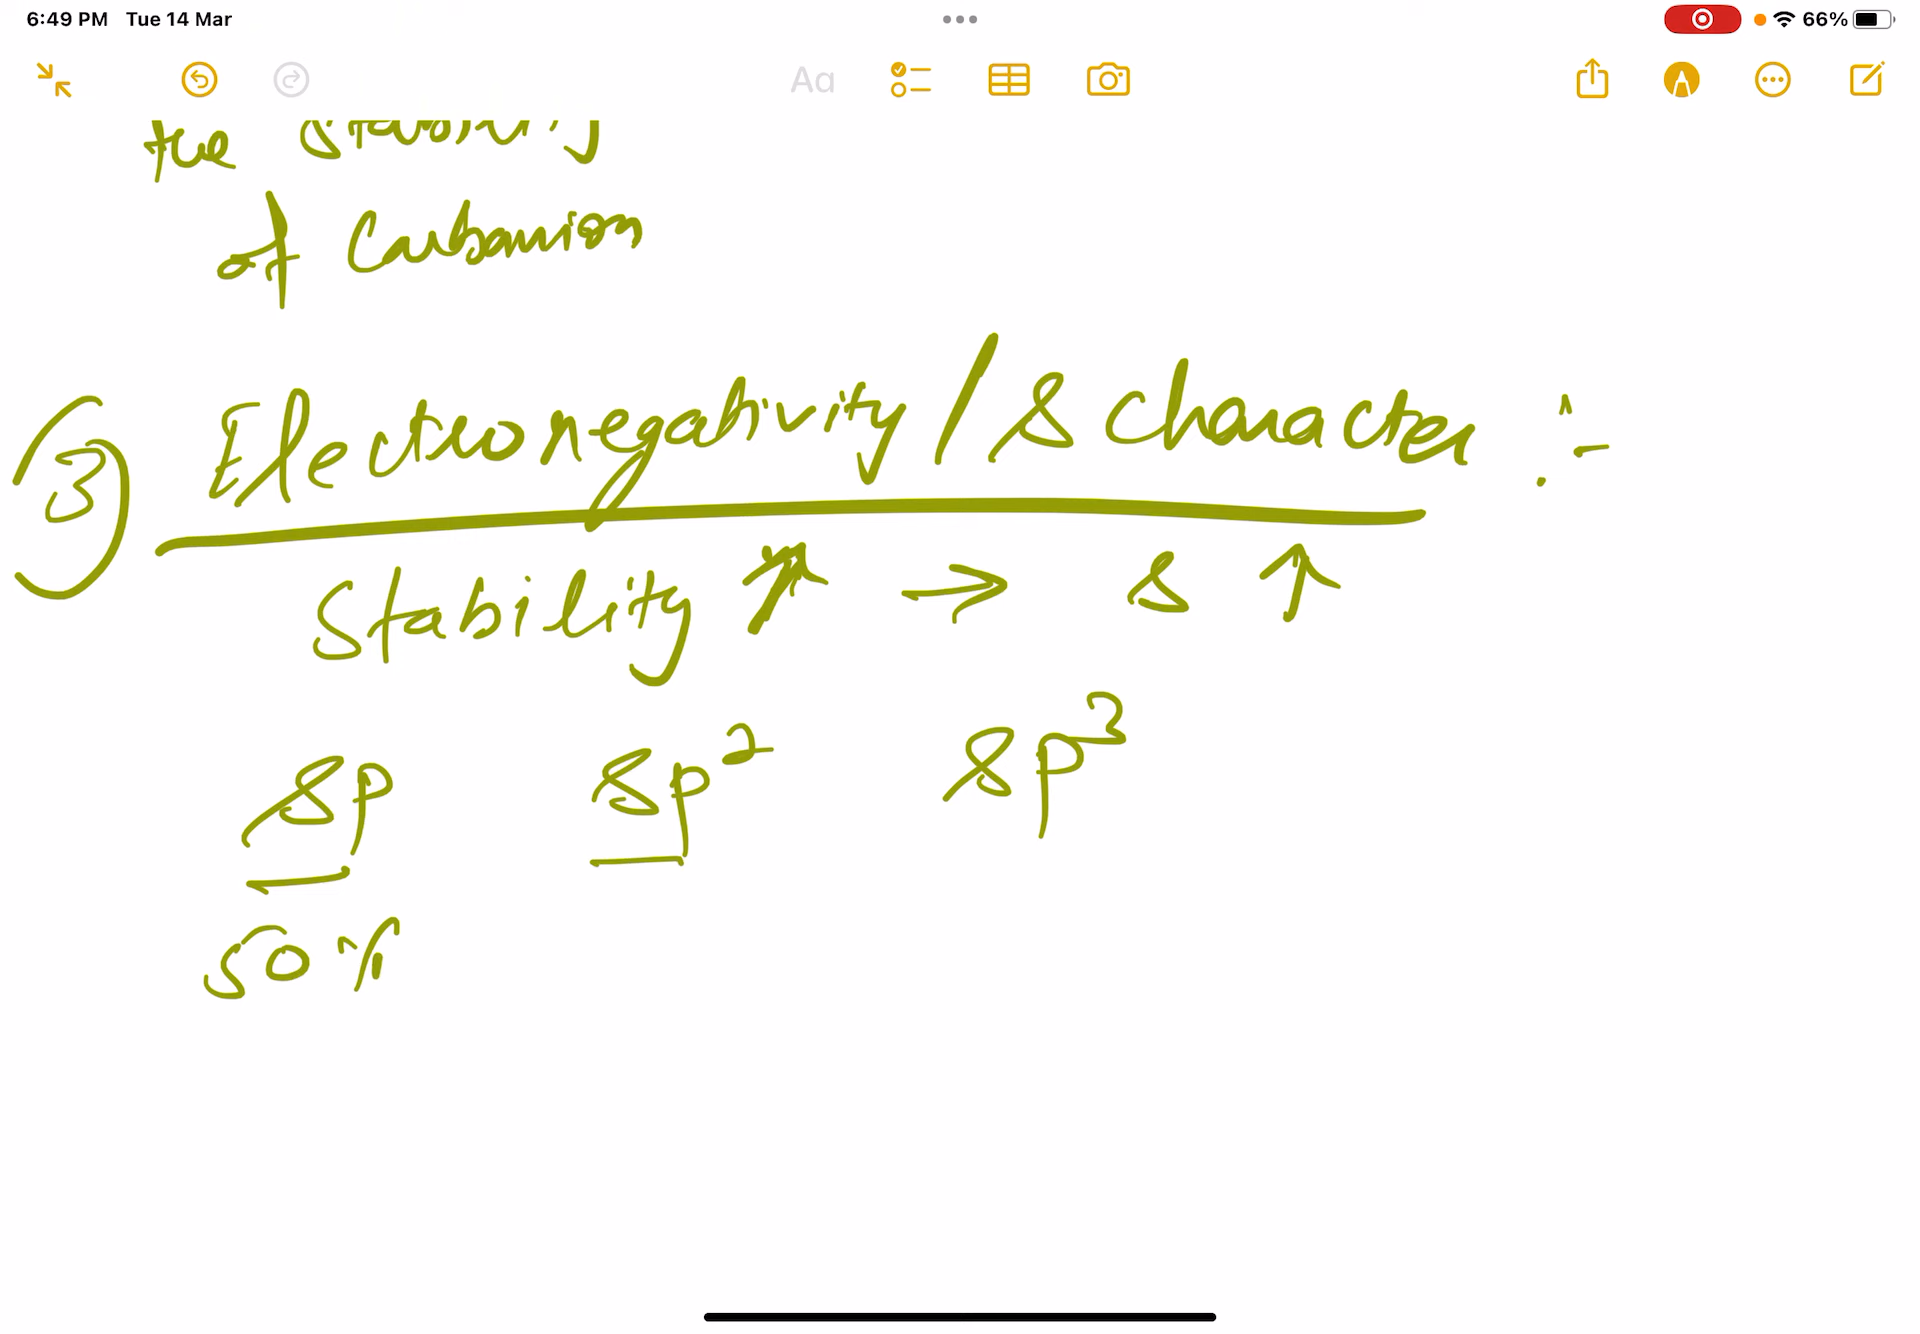 6:49 PM Tue 14 Mar 66%
Aa
the stability
of Carbanion
3) Electronegativity / s character :-
Stability ↑ → s ↑
sp sp² sp³
50%